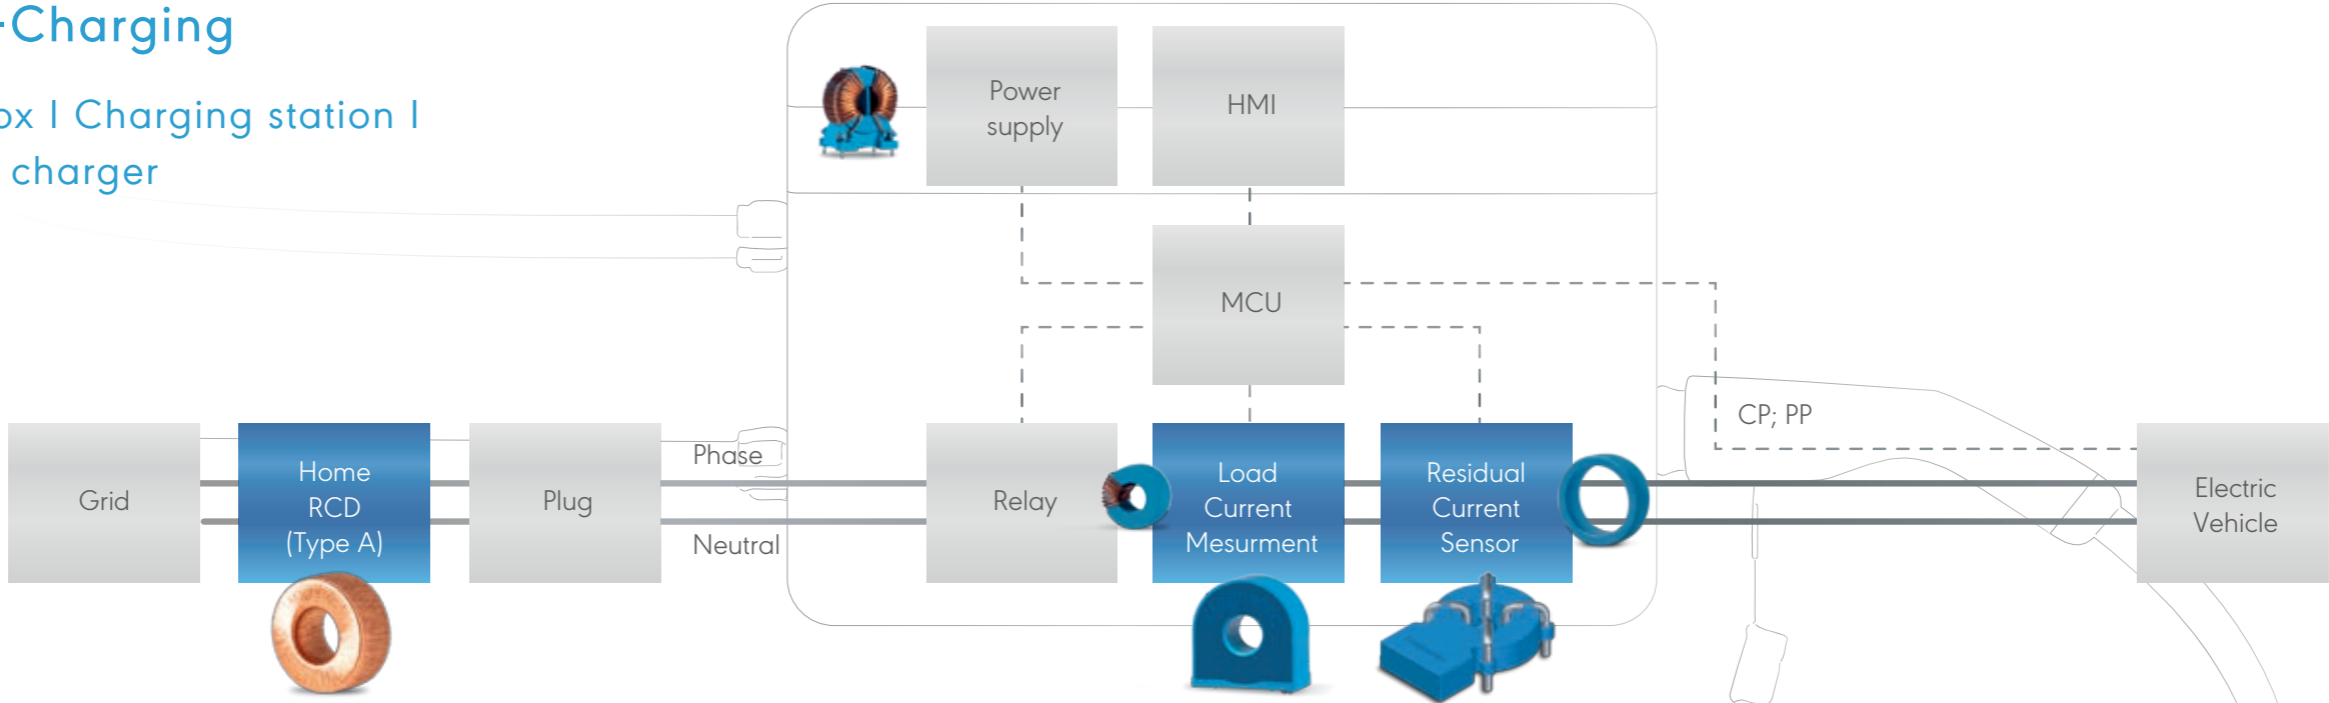 -Charging
ox | Charging station |
charger
Power
supply
HMI
MCU
CP; PP
Grid
Home
RCD
(Type A)
Plug
Phase
Neutral
Relay
Load
Current
Mesurment
Residual
Current
Sensor
Electric
Vehicle